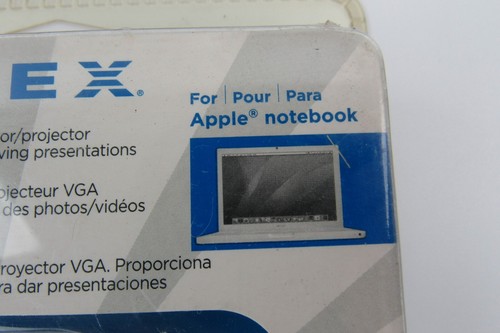 EX®
For | Pour | Para
Apple® notebook
or/projector
ving presentations
ojecteur VGA
des photos/vidéos
royector VGA. Proporciona
ra dar presentaciones